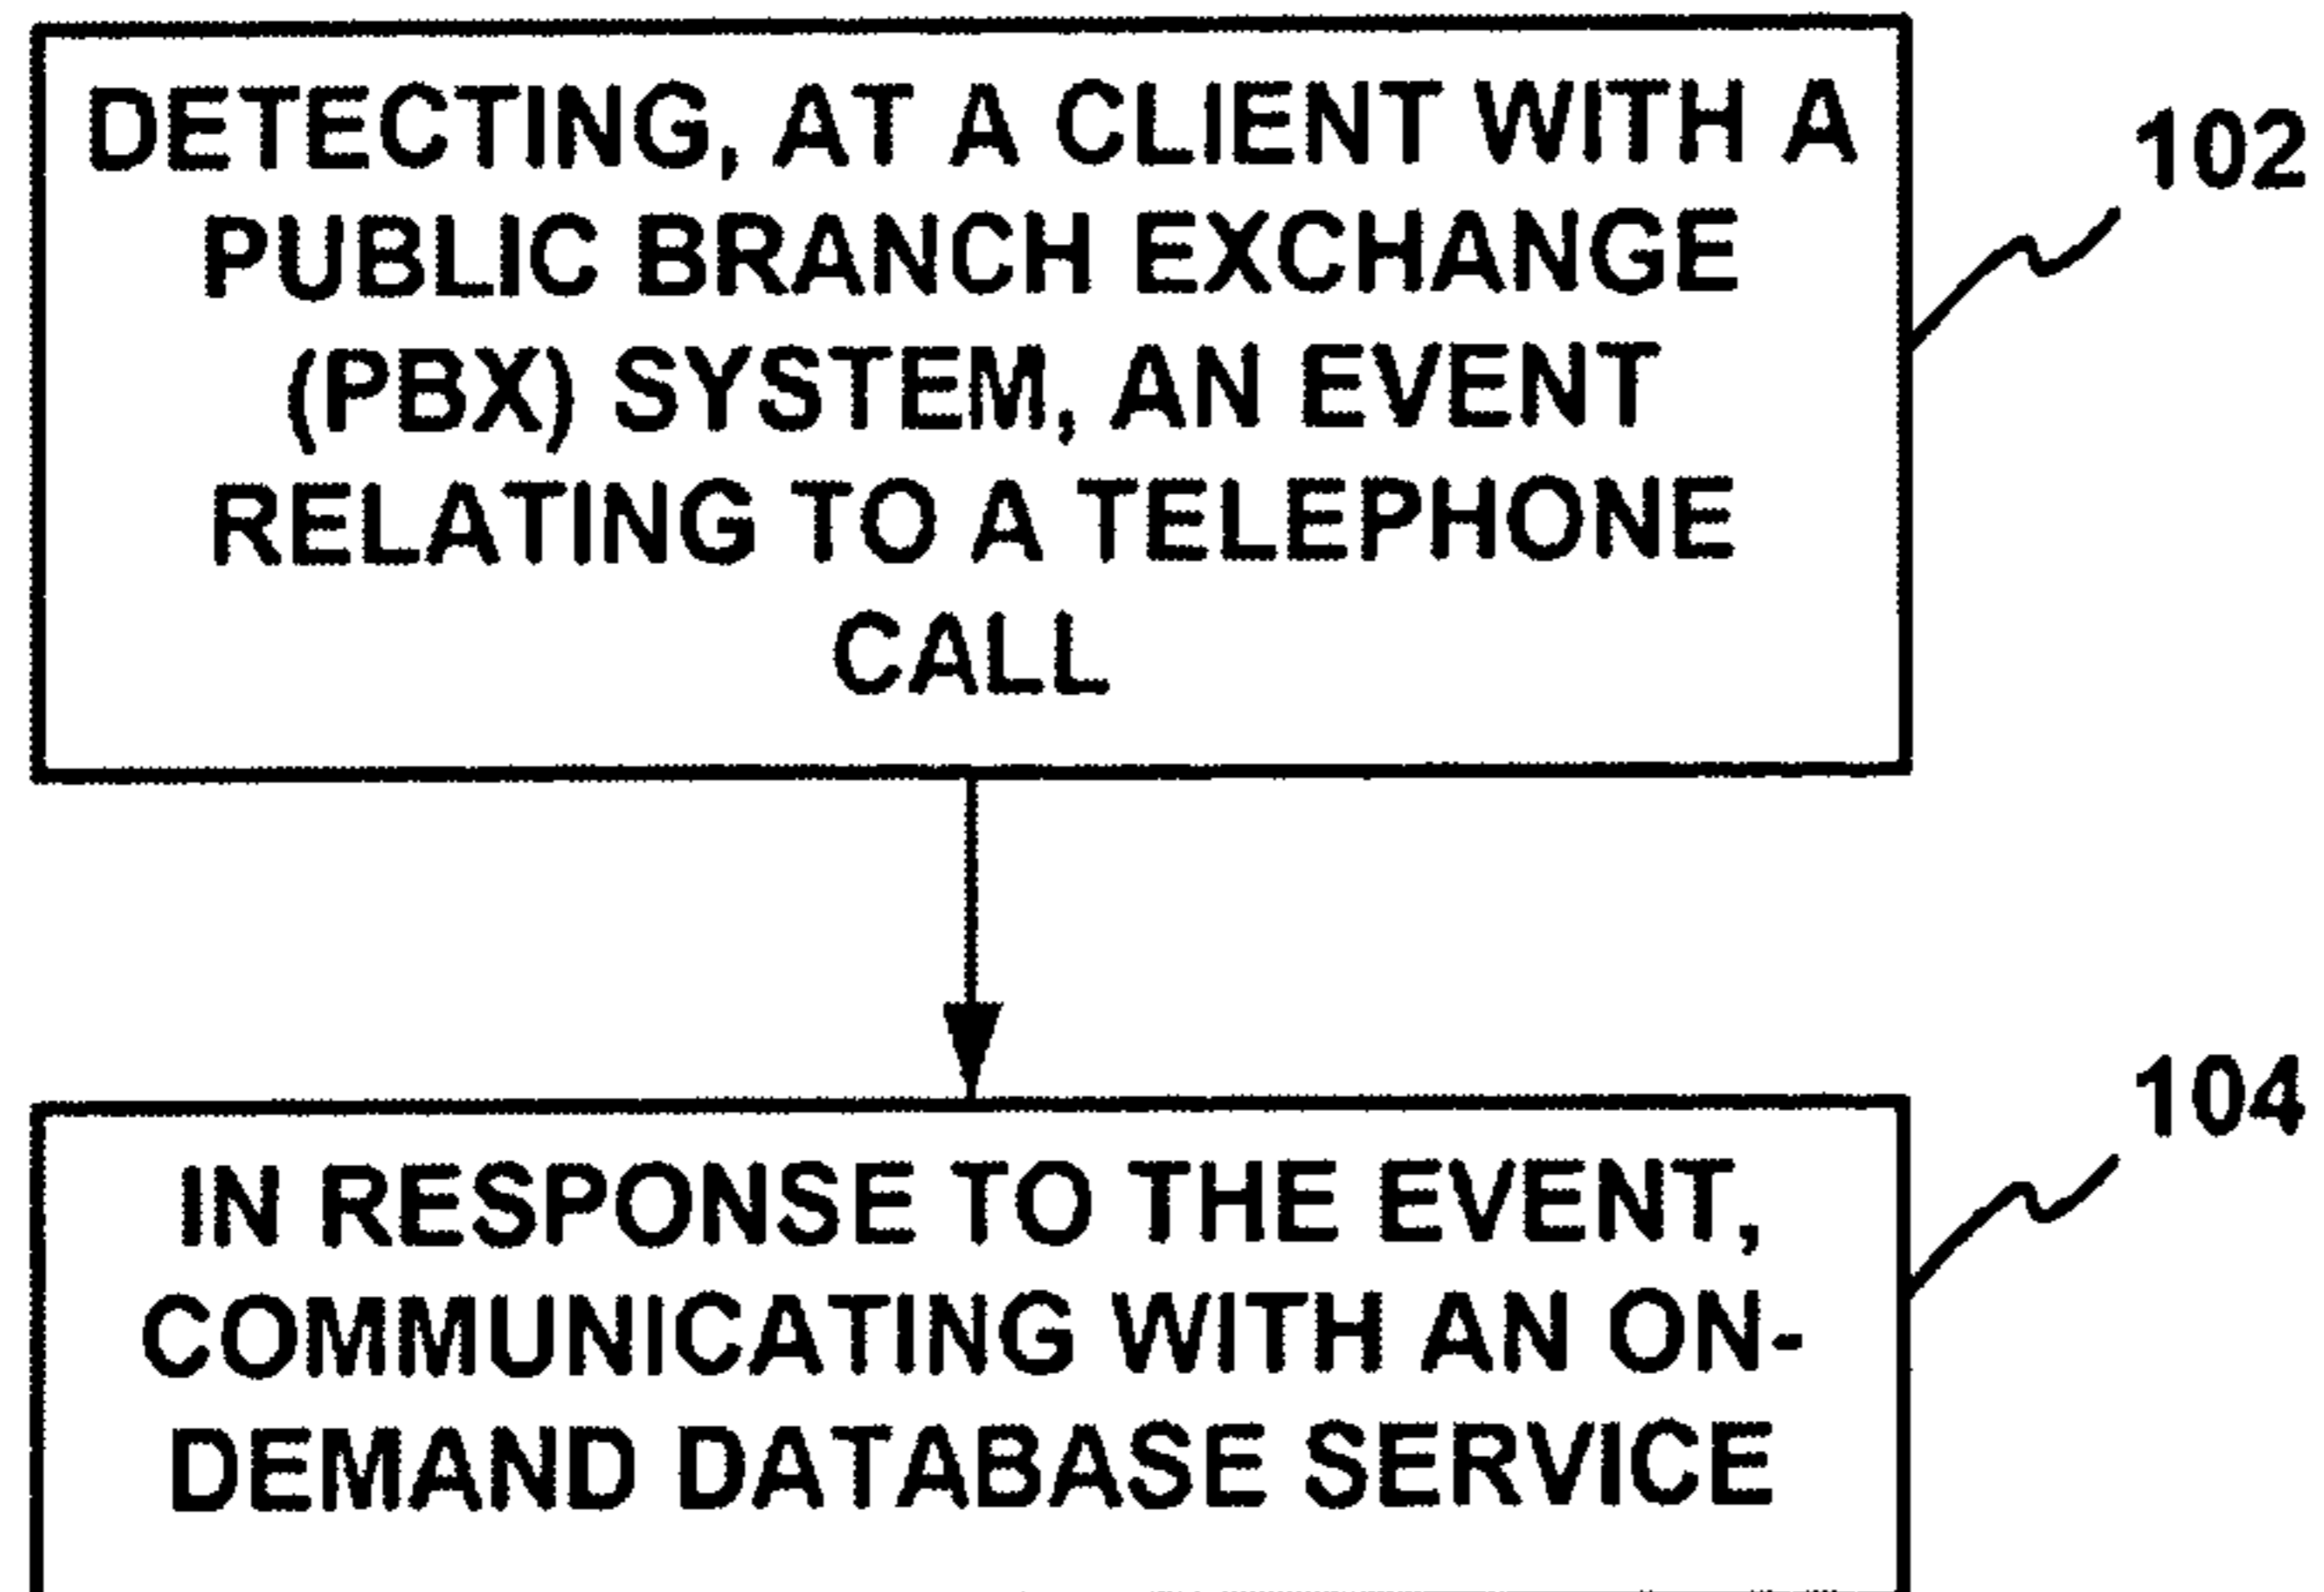 DETECTING, AT A CLIENT WITH A
PUBLIC BRANCH EXCHANGE
(PBX) SYSTEM, AN EVENT
RELATING TO A TELEPHONE
CALL
102
IN RESPONSE TO THE EVENT,
COMMUNICATING WITH AN ON-
DEMAND DATABASE SERVICE
104